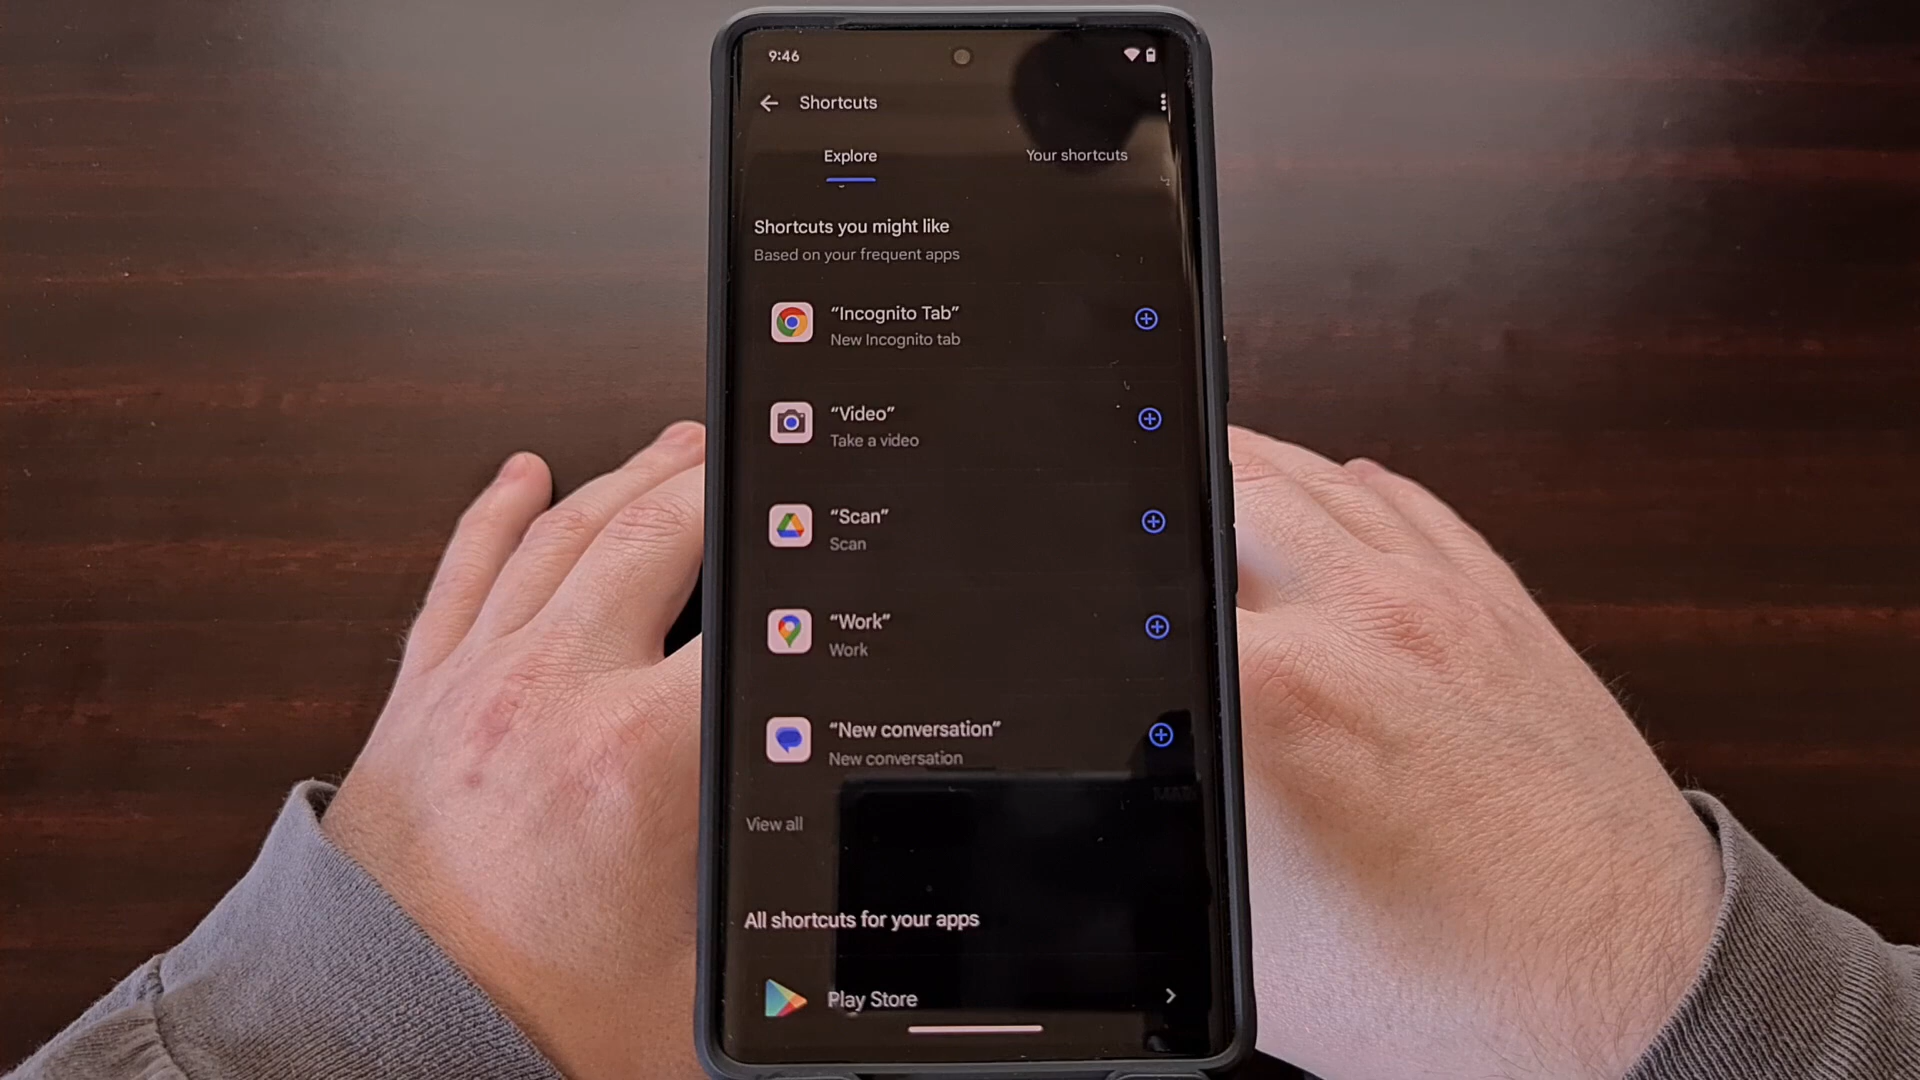 9:46
Shortcuts
Explore
Your shortcuts
Shortcuts you might like
Based on your frequent apps
“Incognito Tab”
New Incognito tab
“Video”
Take a video
“Scan”
Scan
“Work”
Work
“New conversation”
New conversation
View all
All shortcuts for your apps
Play Store